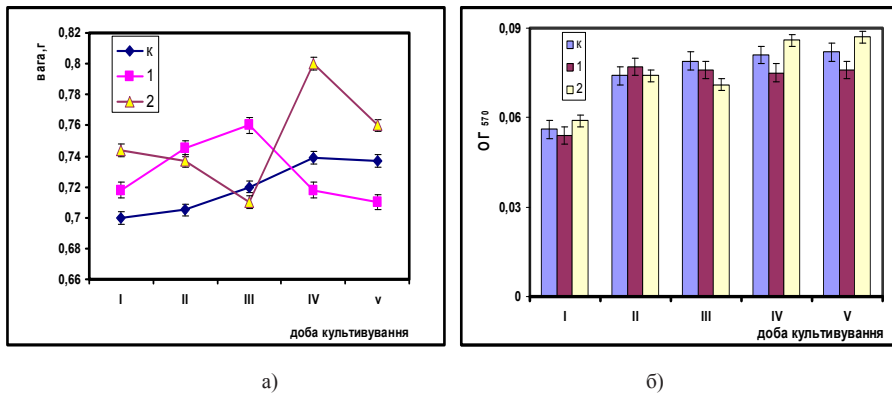 вага,г
0,82
0,8
0,78
0,76
0,74
0,72
0,7
0,68
0,66
к
1
2
I II III IV v
доба культивування
а)
ОГ 570
0,09
0,06
0,03
0
к
1
2
I II III IV V
доба культивування
б)